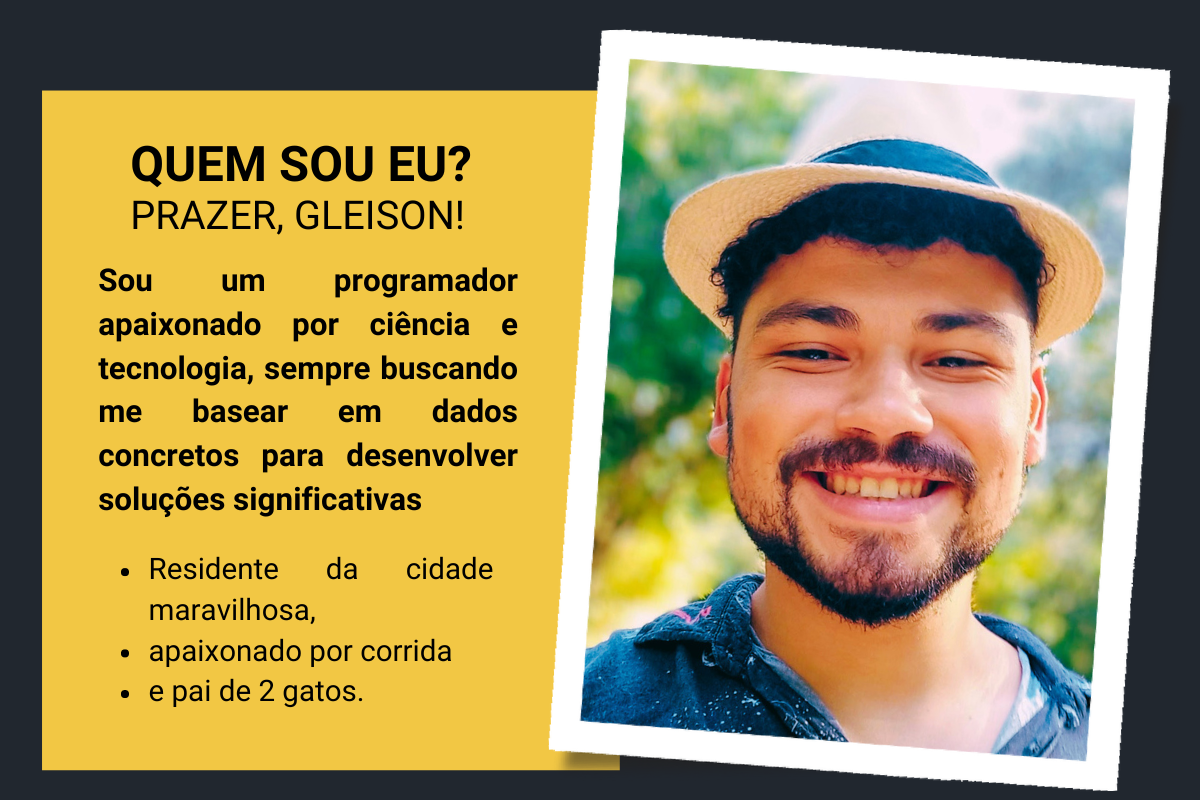 QUEM SOU EU?
PRAZER, GLEISON!
Sou um programador
apaixonado por ciência e
tecnologia, sempre buscando
me basear em dados
concretos para desenvolver
soluções significativas
• Residente da cidade
maravilhosa,
• apaixonado por corrida
• e pai de 2 gatos.